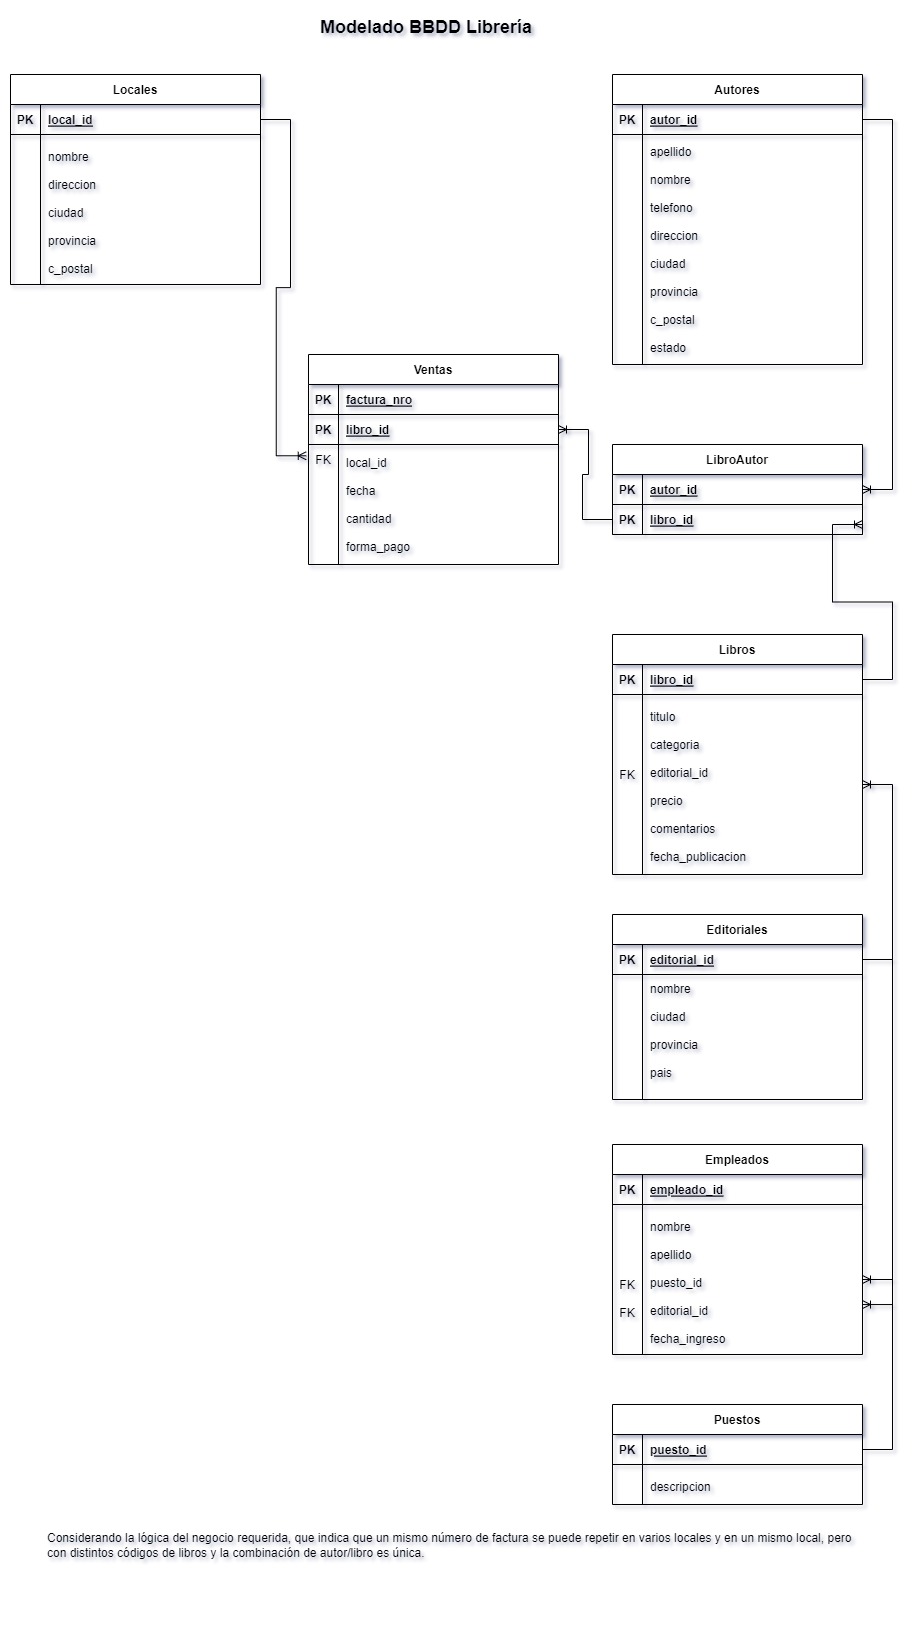 Modelado BBDD Librería
Locales
PK local_id
nombre
direccion
ciudad
provincia
c_postal
Autores
PK autor_id
apellido
nombre
telefono
direccion
ciudad
provincia
c_postal
estado
Ventas
PK factura_nro
PK libro_id
FK local_id
fecha
cantidad
forma_pago
LibroAutor
PK autor_id
PK libro_id
Libros
PK libro_id
titulo
categoria
FK editorial_id
precio
comentarios
fecha_publicacion
Editoriales
PK editorial_id
nombre
ciudad
provincia
pais
Empleados
PK empleado_id
nombre
apellido
FK puesto_id
FK editorial_id
fecha_ingreso
Puestos
PK puesto_id
descripcion
Considerando la lógica del negocio requerida, que indica que un mismo número de factura se puede repetir en varios locales y en un mismo local, pero
con distintos códigos de libros y la combinación de autor/libro es única.